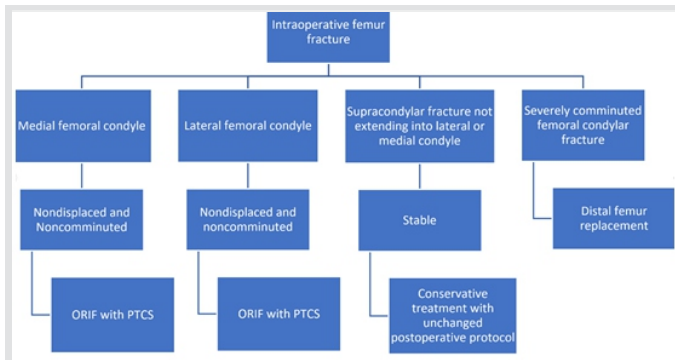 Intraoperative femur
fracture
Medial femoral condyle
Lateral femoral condyle
Supracondylar fracture not
extending into lateral or
medial condyle
Severely comminuted
femoral condylar
fracture
Nondisplaced and
Noncomminuted
Nondisplaced and
noncomminuted
Stable
Distal femur
replacement
ORIF with PTCS
ORIF with PTCS
Conservative
treatment with
unchanged
postoperative protocol